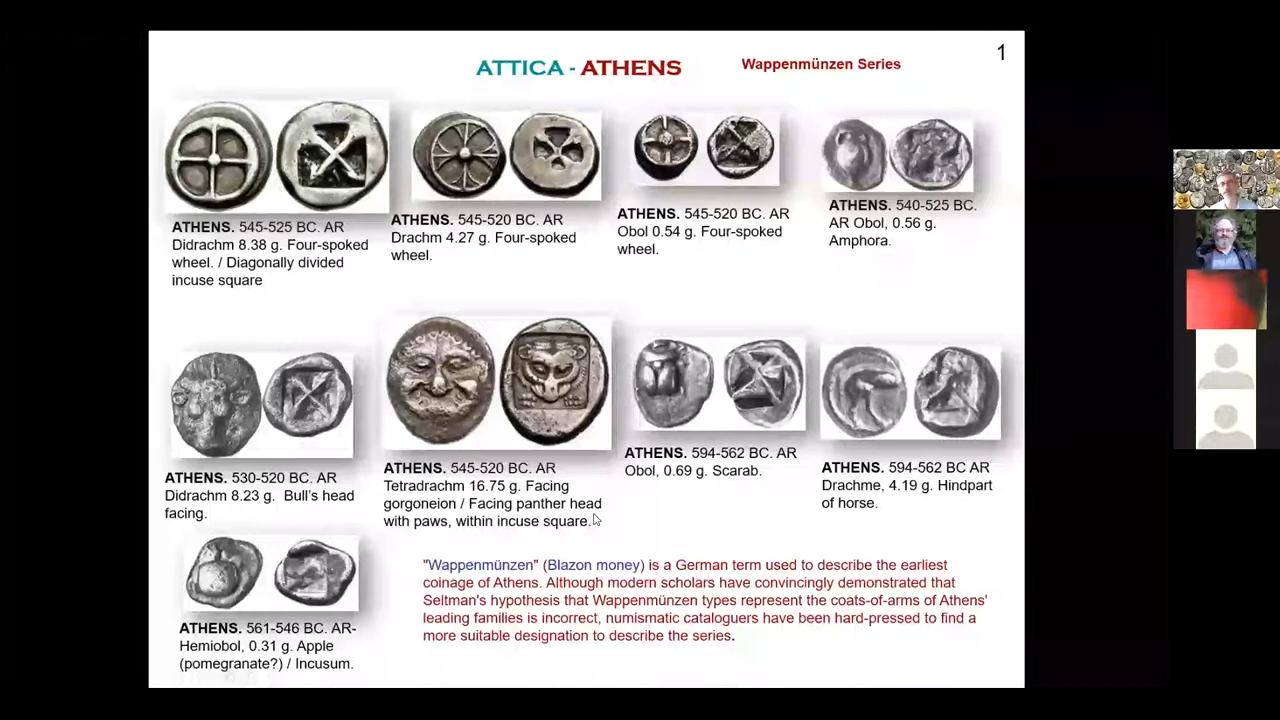 1
ATTICA - ATHENS
Wappenmünzen Series
ATHENS. 545-525 BC. AR
Didrachm 8.38 g. Four-spoked
wheel. / Diagonally divided
incuse square
ATHENS. 545-520 BC. AR
Drachm 4.27 g. Four-spoked
wheel.
ATHENS. 545-520 BC. AR
Obol 0.54 g. Four-spoked
wheel.
ATHENS. 540-525 BC.
AR Obol, 0.56 g.
Amphora.
ATHENS. 530-520 BC. AR
Didrachm 8.23 g. Bull's head
facing.
ATHENS. 545-520 BC. AR
Tetradrachm 16.75 g. Facing
gorgoneion / Facing panther head
with paws, within incuse square.
ATHENS. 594-562 BC. AR
Obol, 0.69 g. Scarab.
ATHENS. 594-562 BC AR
Drachme, 4.19 g. Hindpart
of horse.
ATHENS. 561-546 BC. AR-
Hemiobol, 0.31 g. Apple
(pomegranate?) / Incusum.
"Wappenmünzen" (Blazon money) is a German term used to describe the earliest
coinage of Athens. Although modern scholars have convincingly demonstrated that
Seltman's hypothesis that Wappenmünzen types represent the coats-of-arms of Athens'
leading families is incorrect, numismatic cataloguers have been hard-pressed to find a
more suitable designation to describe the series.